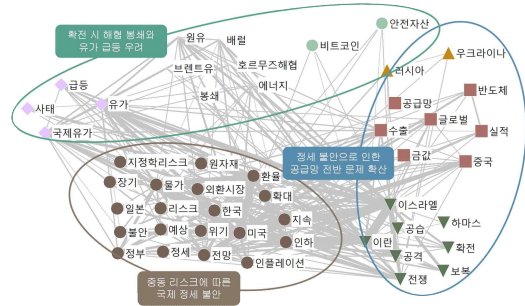 확전 시 해협 봉쇄와
유가 급등 우려
원유
배럴
안전자산
비트코인
우크라이나
브렌트유
호르무즈해협
러시아
에너지
급등
봉쇄
반도체
사태
유가
공급망
글로벌
국제유가
수출
실적
정세 불안으로 인한
공급망 전반 문제 확산
금값
중국
지정학리스크
원자재
환율
장기
물가
외환시장
확대
이스라엘
일본
리스크
한국
지속
공습
하마스
불안
예상
위기
미국
인하
이란
확전
정부
정세
전망
인플레이션
공격
보복
전쟁
중동 리스크에 따른
국제 정세 불안